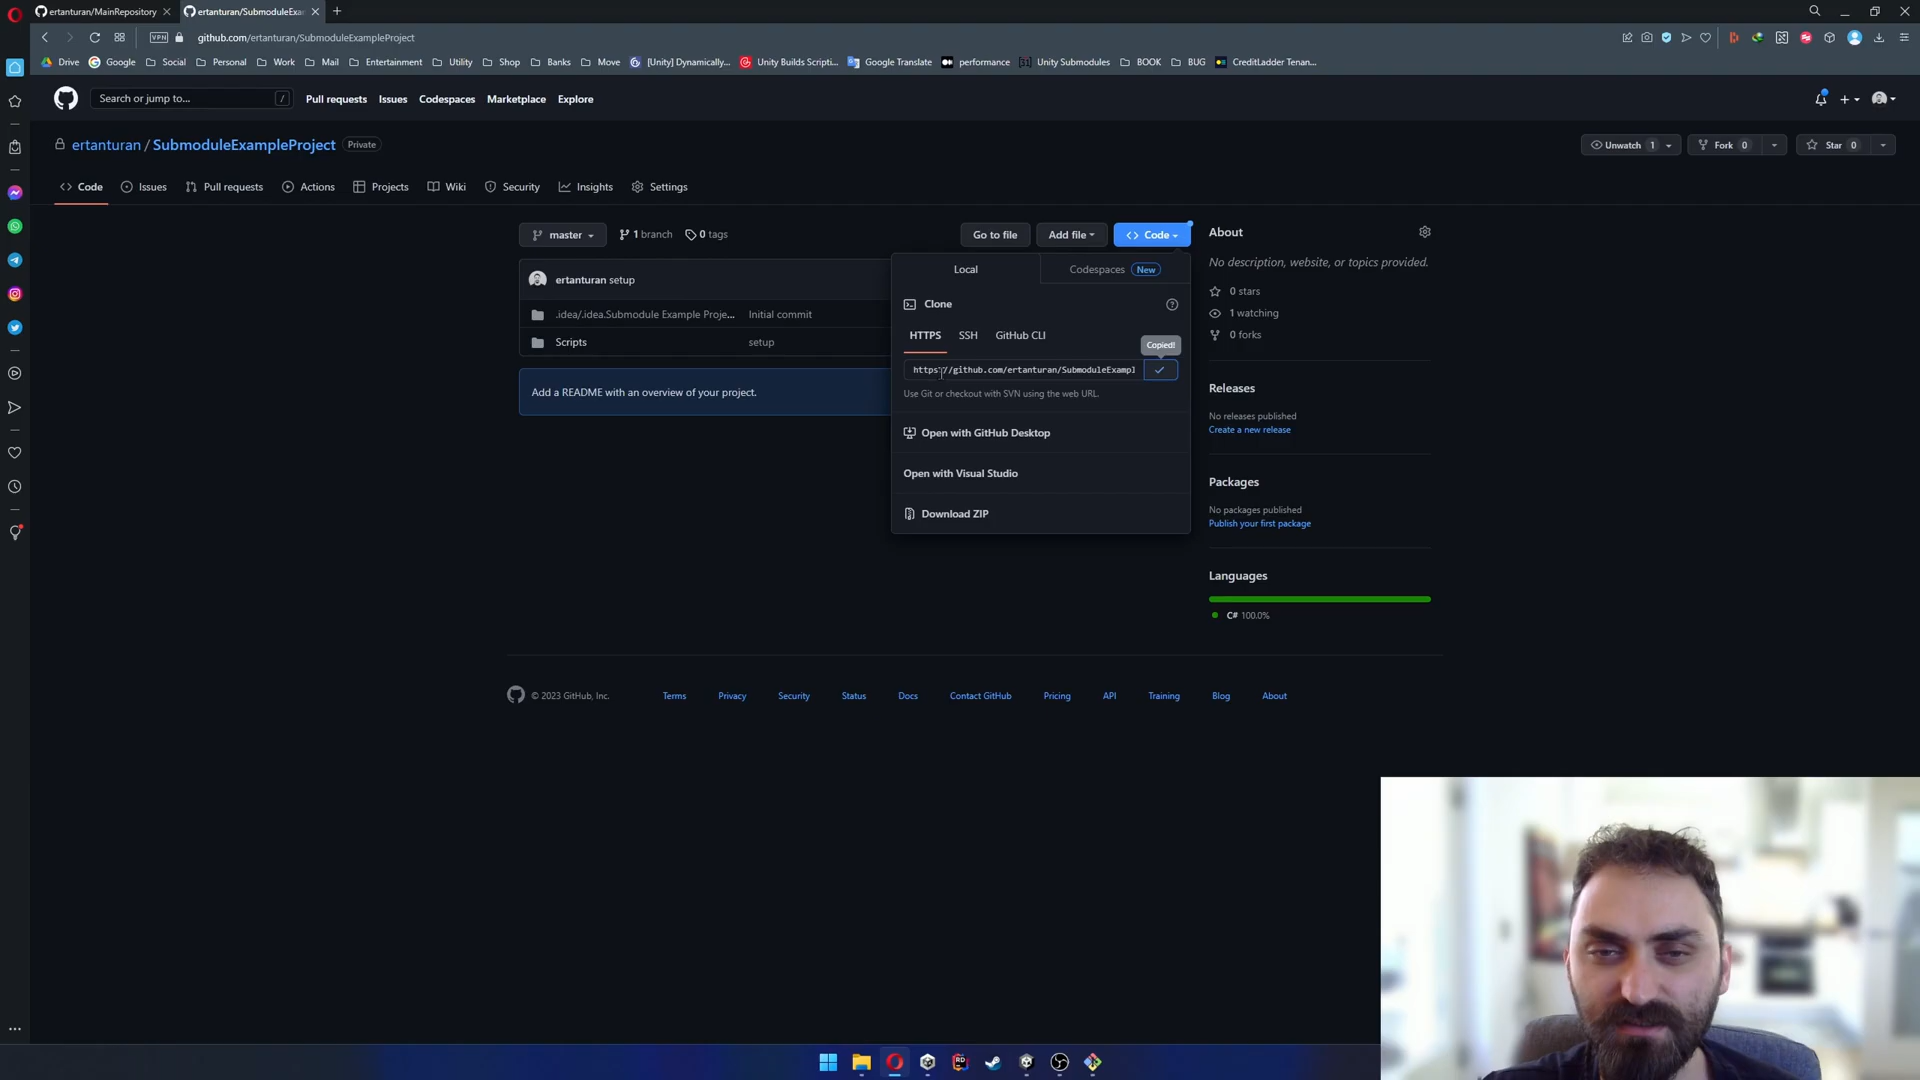 ertanturan/MainRepository
ertanturan/SubmoduleExa
VPN
github.com/ertanturan/SubmoduleExampleProject
Drive
Google
Social
Personal
Work
Mail
Entertainment
Utility
Shop
Banks
Move
[Unity] Dynamically...
Unity Builds Scripti...
Google Translate
performance
Unity Submodules
BOOK
BUG
CreditLadder Tenan...
Search or jump to...
/
Pull requests
Issues
Codespaces
Marketplace
Explore
ertanturan / SubmoduleExampleProject
Private
Unwatch 1
Fork 0
Star 0
Code
Issues
Pull requests
Actions
Projects
Wiki
Security
Insights
Settings
master
1 branch
0 tags
Go to file
Add file
Code
ertanturan setup
.idea/.idea.Submodule Example Proje...
Initial commit
Scripts
setup
Add a README with an overview of your project.
Local
Codespaces New
Clone
HTTPS
SSH
GitHub CLI
Copied!
https://github.com/ertanturan/SubmoduleExampl
Use Git or checkout with SVN using the web URL.
Open with GitHub Desktop
Open with Visual Studio
Download ZIP
About
No description, website, or topics provided.
0 stars
1 watching
0 forks
Releases
No releases published
Create a new release
Packages
No packages published
Publish your first package
Languages
C# 100.0%
© 2023 GitHub, Inc.
Terms
Privacy
Security
Status
Docs
Contact GitHub
Pricing
API
Training
Blog
About